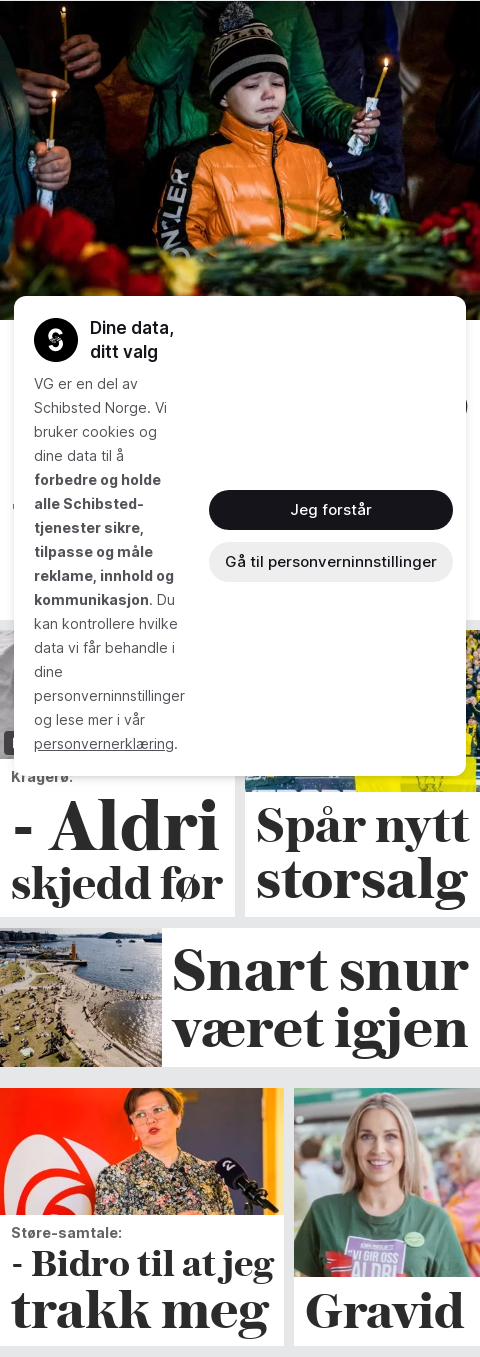 Dine data,
ditt valg
VG er en del av
Schibsted Norge. Vi
bruker cookies og
dine data til å
forbedre og holde
alle Schibsted-
tjenester sikre,
tilpasse og måle
reklame, innhold og
kommunikasjon. Du
kan kontrollere hvilke
data vi får behandle i
dine
personverninnstillinger
og lese mer i vår
personvernerklæring.
Jeg forstår
Gå til personverninnstillinger
Kragerø:
- Aldri
skjedd før
Spår nytt
storsalg
Snart snur
været igjen
Støre-samtale:
- Bidro til at jeg
trakk meg
"VI GIR OSS
ALDRI
Gravid